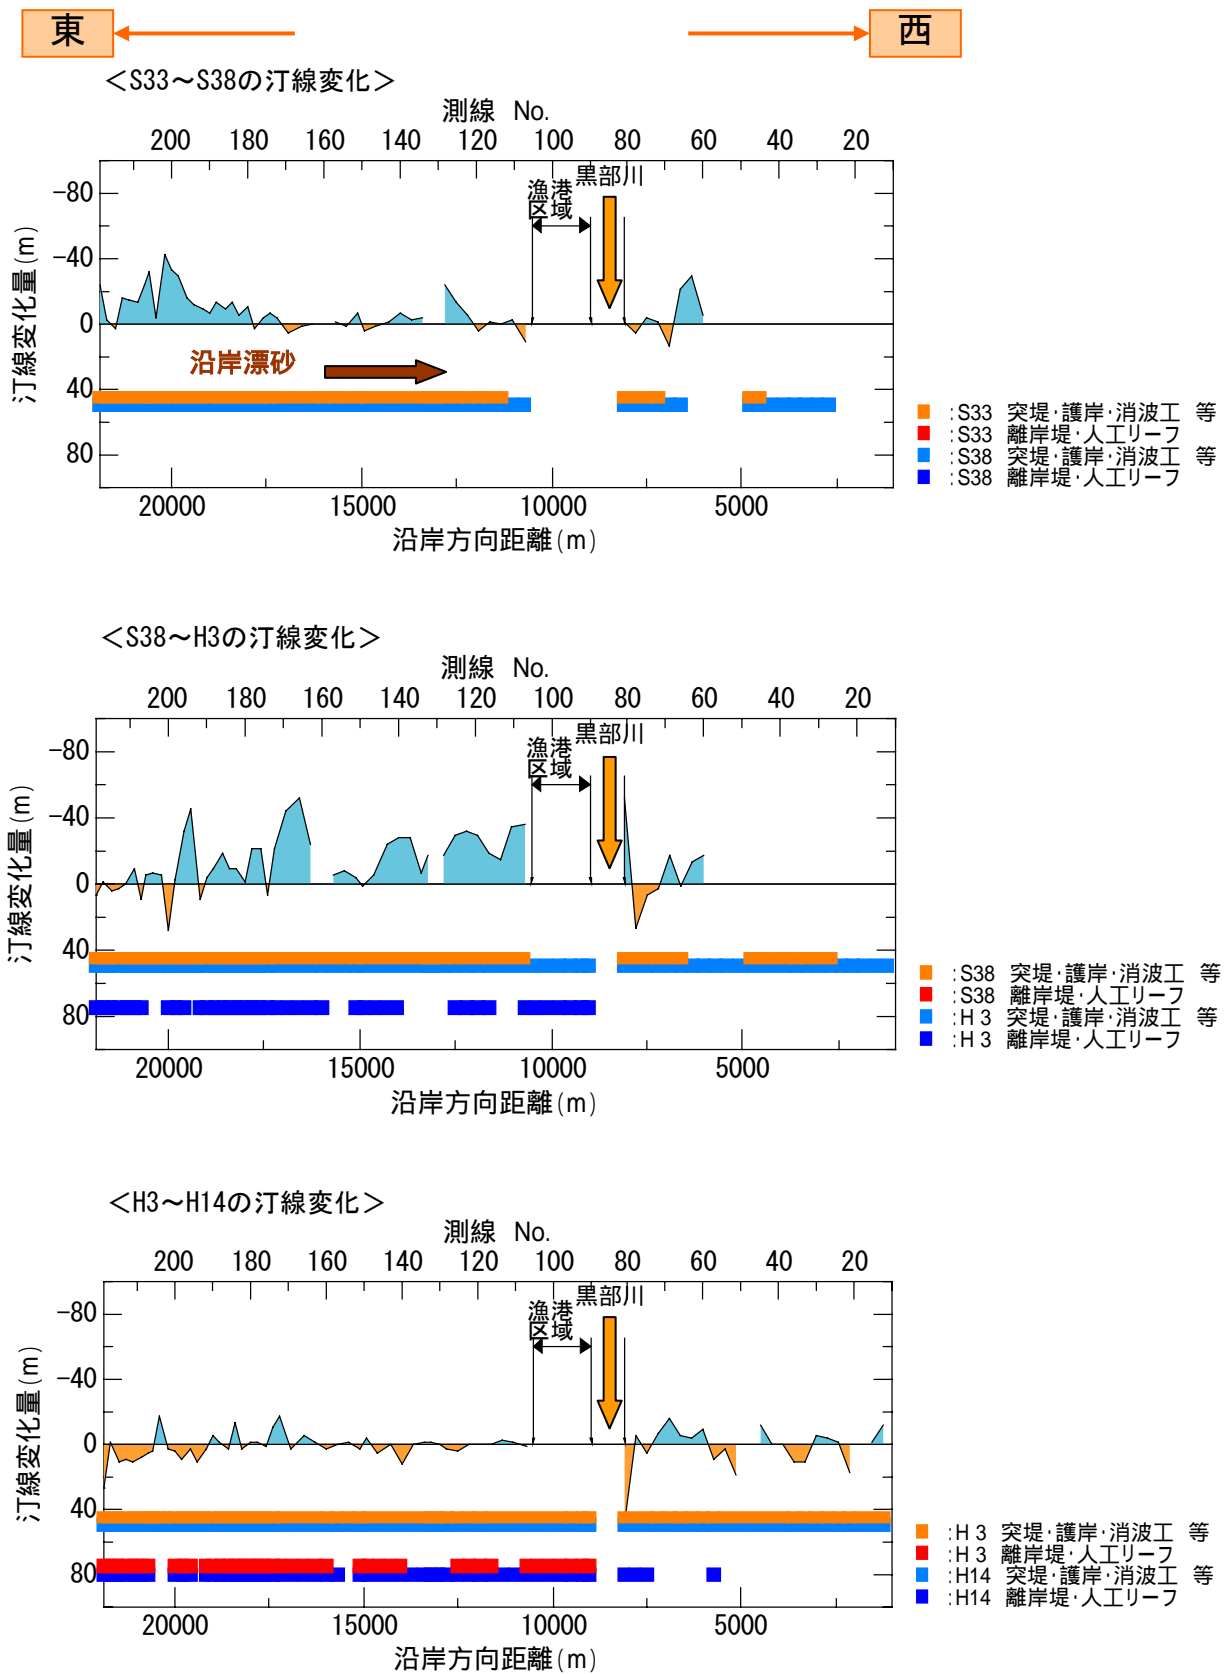 東
西
＜S33～S38の汀線変化＞
測線 No.
200 180 160 140 120 100 80 60 40 20
漁港
区域
黒部川
汀線変化量(m)
-80
-40
0
40
80
沿岸漂砂
20000 15000 10000 5000
沿岸方向距離(m)
:S33 突堤･護岸･消波工 等
:S33 離岸堤･人工リーフ
:S38 突堤･護岸･消波工 等
:S38 離岸堤･人工リーフ
＜S38～H3の汀線変化＞
測線 No.
200 180 160 140 120 100 80 60 40 20
漁港
区域
黒部川
汀線変化量(m)
-80
-40
0
40
80
20000 15000 10000 5000
沿岸方向距離(m)
:S38 突堤･護岸･消波工 等
:S38 離岸堤･人工リーフ
:H 3 突堤･護岸･消波工 等
:H 3 離岸堤･人工リーフ
＜H3～H14の汀線変化＞
測線 No.
200 180 160 140 120 100 80 60 40 20
漁港
区域
黒部川
汀線変化量(m)
-80
-40
0
40
80
20000 15000 10000 5000
沿岸方向距離(m)
:H 3 突堤･護岸･消波工 等
:H 3 離岸堤･人工リーフ
:H14 突堤･護岸･消波工 等
:H14 離岸堤･人工リーフ